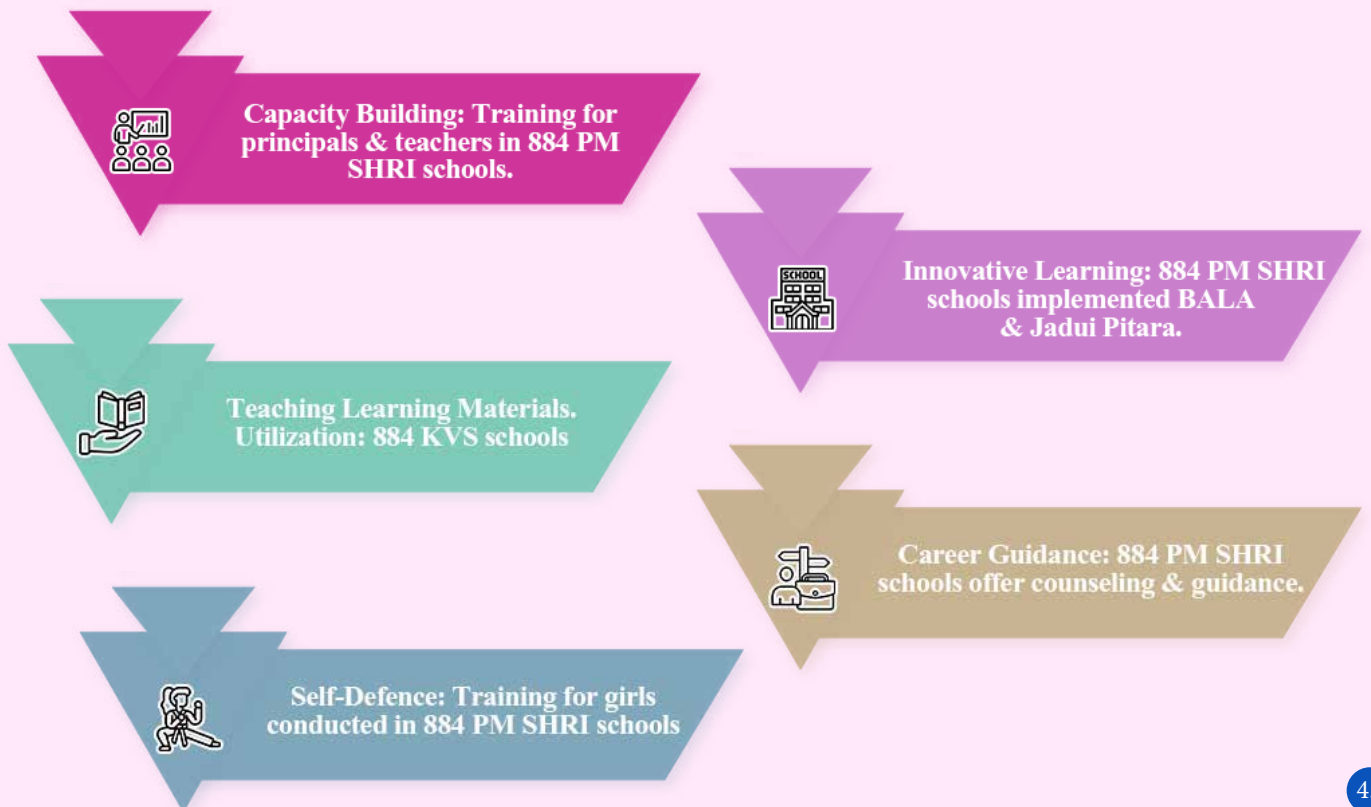 Capacity Building: Training for
principals & teachers in 884 PM
SHRI schools.
SCHOOL
Innovative Learning: 884 PM SHRI
schools implemented BALA
& Jadui Pitara.
Teaching Learning Materials.
Utilization: 884 KVS schools
Career Guidance: 884 PM SHRI
schools offer counseling & guidance.
Self-Defence: Training for girls
conducted in 884 PM SHRI schools